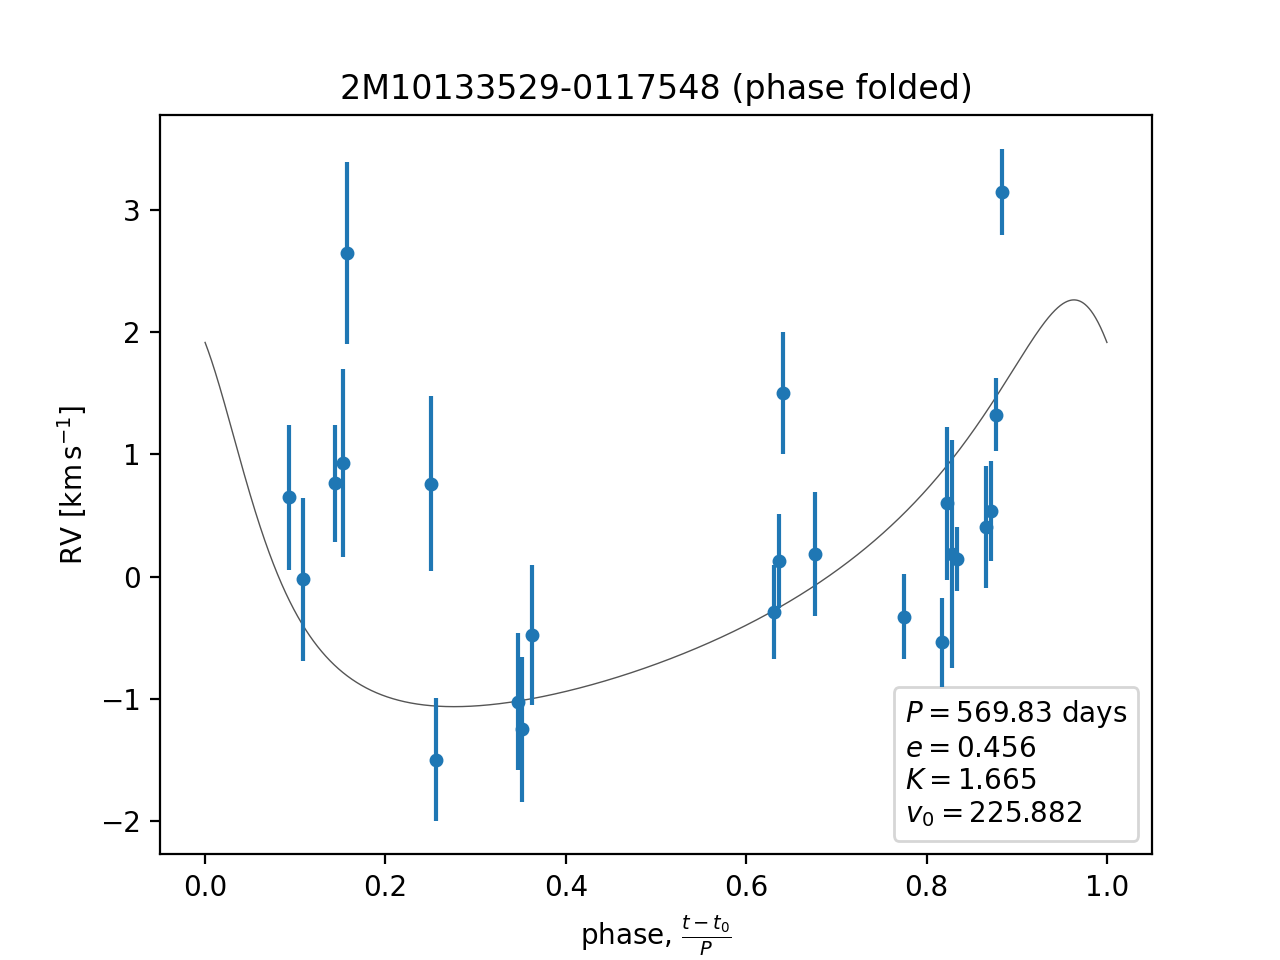 2M10133529-0117548 (phase folded)
RV [km s⁻¹]
3
2
1
0
−1
−2
P = 569.83 days
e = 0.456
K = 1.665
v₀ = 225.882
0.0 0.2 0.4 0.6 0.8 1.0
phase, (t − t₀)/P